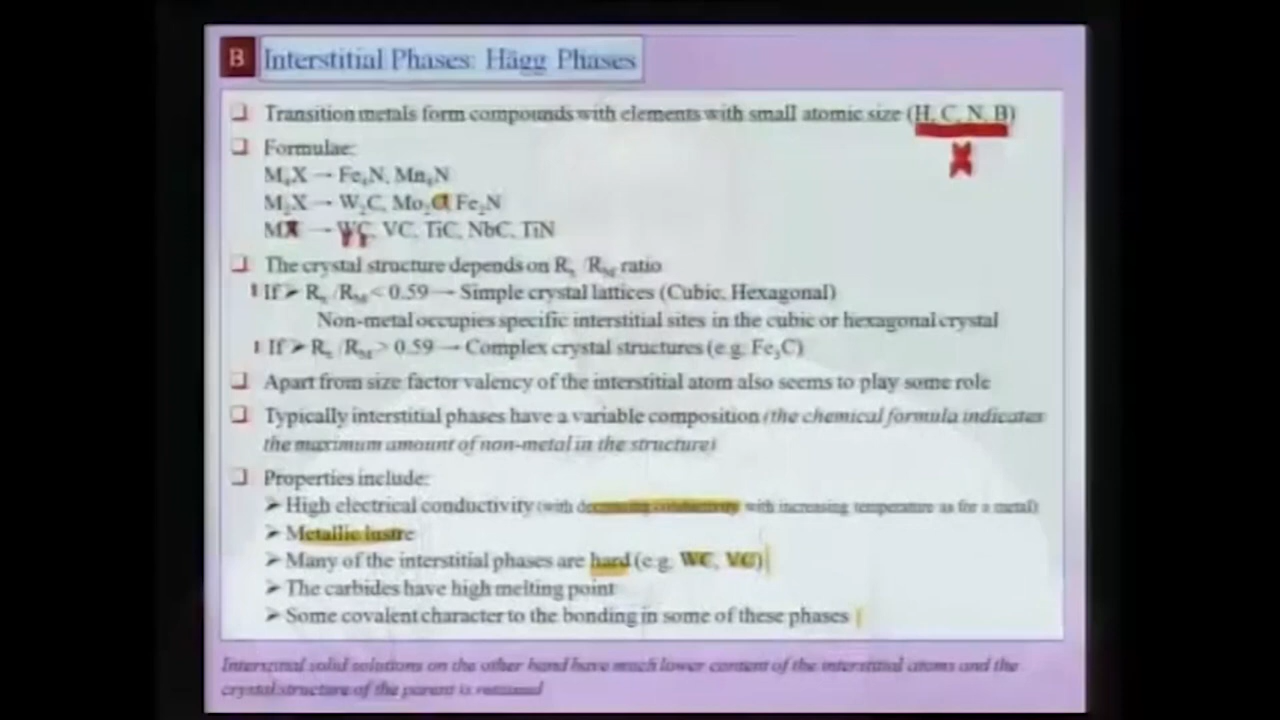 B Interstitial Phases: Hägg Phases
❑ Transition metals form compounds with elements with small atomic size (H, C, N, B)
X
❑ Formulae:
M₄X → Fe₄N, Mn₄N
M₂X → W₂C, Mo₂C, Fe₂N
MX → WC, VC, TiC, NbC, TiN
❑ The crystal structure depends on Rₓ /R_M ratio
If ➢ Rₓ /R_M < 0.59 → Simple crystal lattices (Cubic, Hexagonal)
Non-metal occupies specific interstitial sites in the cubic or hexagonal crystal
If ➢ Rₓ /R_M > 0.59 → Complex crystal structures (e.g. Fe₃C)
❑ Apart from size factor valency of the interstitial atom also seems to play some role
❑ Typically interstitial phases have a variable composition (the chemical formula indicates
the maximum amount of non-metal in the structure)
❑ Properties include:
➢ High electrical conductivity (with decreasing conductivity with increasing temperature as for a metal)
➢ Metallic lustre
➢ Many of the interstitial phases are hard (e.g. WC, VC)
➢ The carbides have high melting point
➢ Some covalent character to the bonding in some of these phases
Interstitial solid solutions on the other hand have much lower content of the interstitial atoms and the
crystal structure of the parent is retained